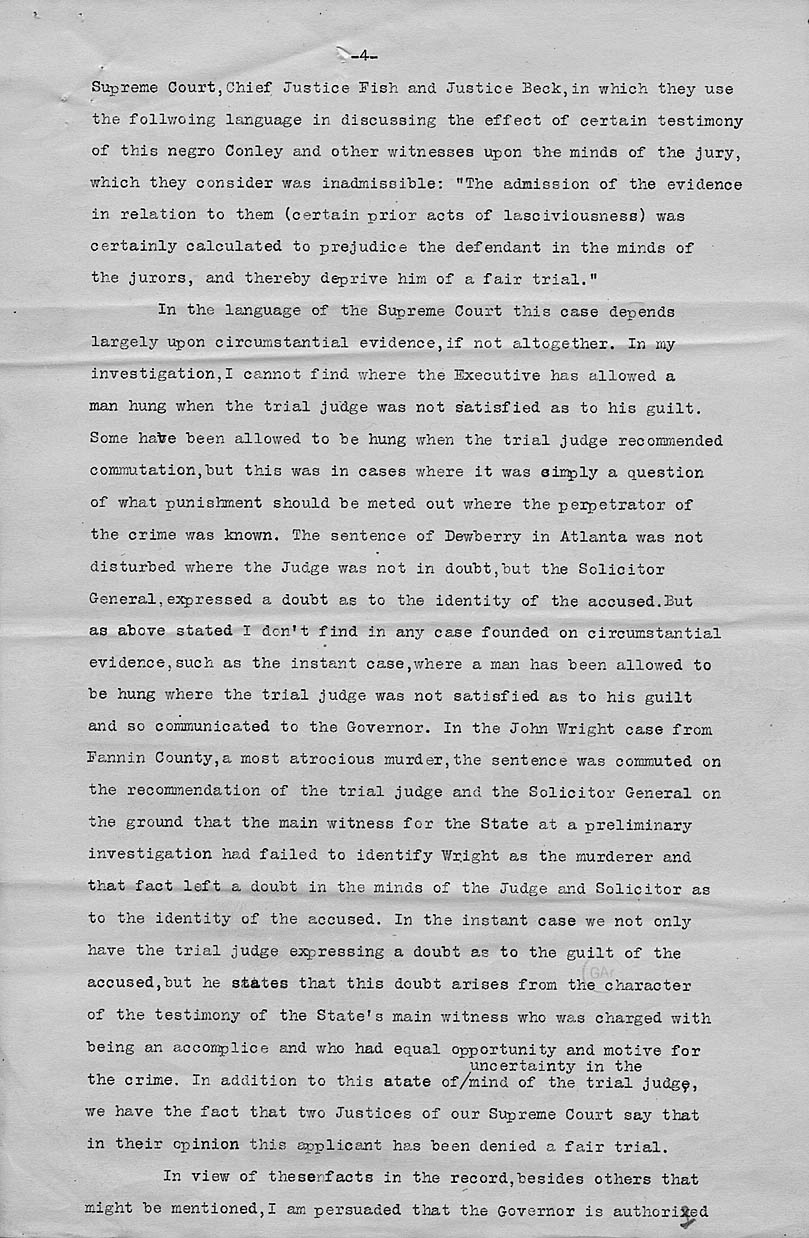 -4-
Supreme Court,Chief Justice Fish and Justice Beck,in which they use
the follwoing language in discussing the effect of certain testimony
of this negro Conley and other witnesses upon the minds of the jury,
which they consider was inadmissible: "The admission of the evidence
in relation to them (certain prior acts of lasciviousness) was
certainly calculated to prejudice the defendant in the minds of
the jurors, and thereby deprive him of a fair trial."
In the language of the Supreme Court this case depends
largely upon circumstantial evidence,if not altogether. In my
investigation,I cannot find where the Executive has allowed a
man hung when the trial judge was not satisfied as to his guilt.
Some have been allowed to be hung when the trial judge recommended
commutation,but this was in cases where it was simply a question
of what punishment should be meted out where the perpetrator of
the crime was known. The sentence of Dewberry in Atlanta was not
disturbed where the Judge was not in doubt,but the Solicitor
General,expressed a doubt as to the identity of the accused.But
as above stated I don't find in any case founded on circumstantial
evidence,such as the instant case,where a man has been allowed to
be hung where the trial judge was not satisfied as to his guilt
and so communicated to the Governor. In the John Wright case from
Fannin County,a most atrocious murder,the sentence was commuted on
the recommendation of the trial judge and the Solicitor General on
the ground that the main witness for the State at a preliminary
investigation had failed to identify Wright as the murderer and
that fact left a doubt in the minds of the Judge and Solicitor as
to the identity of the accused. In the instant case we not only
have the trial judge expressing a doubt as to the guilt of the
accused,but he states that this doubt arises from the character
of the testimony of the State's main witness who was charged with
being an accomplice and who had equal opportunity and motive for
uncertainty in the
the crime. In addition to this state of/mind of the trial judge,
we have the fact that two Justices of our Supreme Court say that
in their opinion this applicant has been denied a fair trial.
In view of these facts in the record,besides others that
might be mentioned,I am persuaded that the Governor is authorized